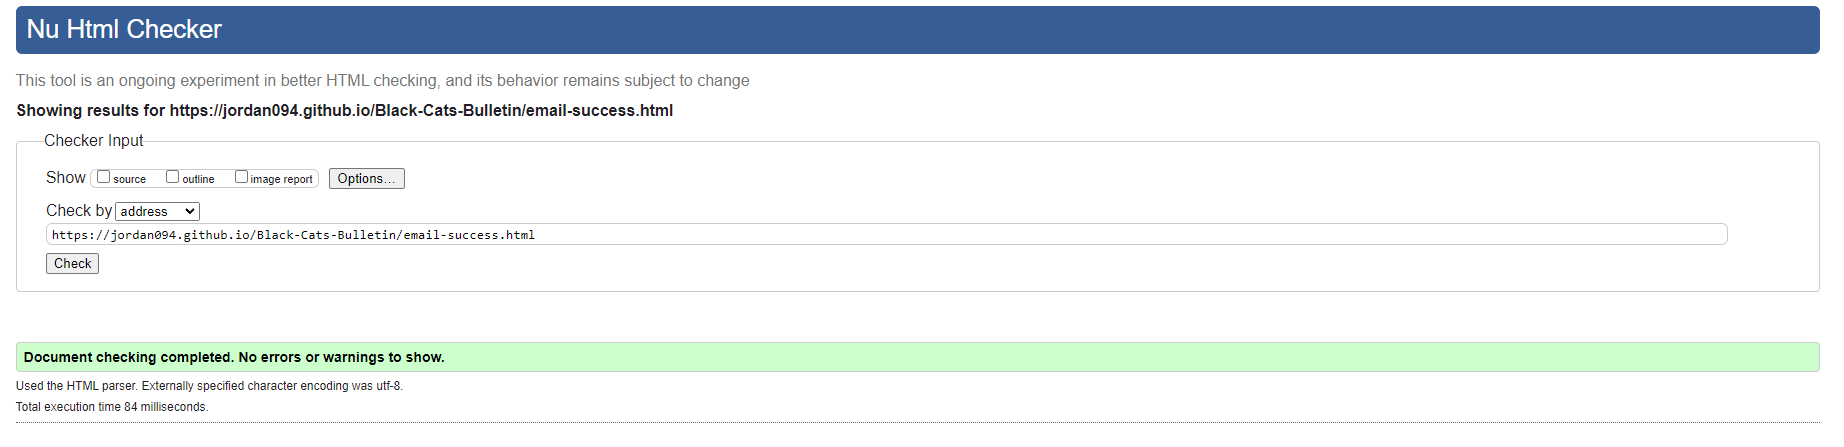 Nu Html Checker
This tool is an ongoing experiment in better HTML checking, and its behavior remains subject to change
Showing results for https://jordan094.github.io/Black-Cats-Bulletin/email-success.html
Checker Input
Show source outline image report Options...
Check by address
https://jordan094.github.io/Black-Cats-Bulletin/email-success.html
Check
Document checking completed. No errors or warnings to show.
Used the HTML parser. Externally specified character encoding was utf-8.
Total execution time 84 milliseconds.